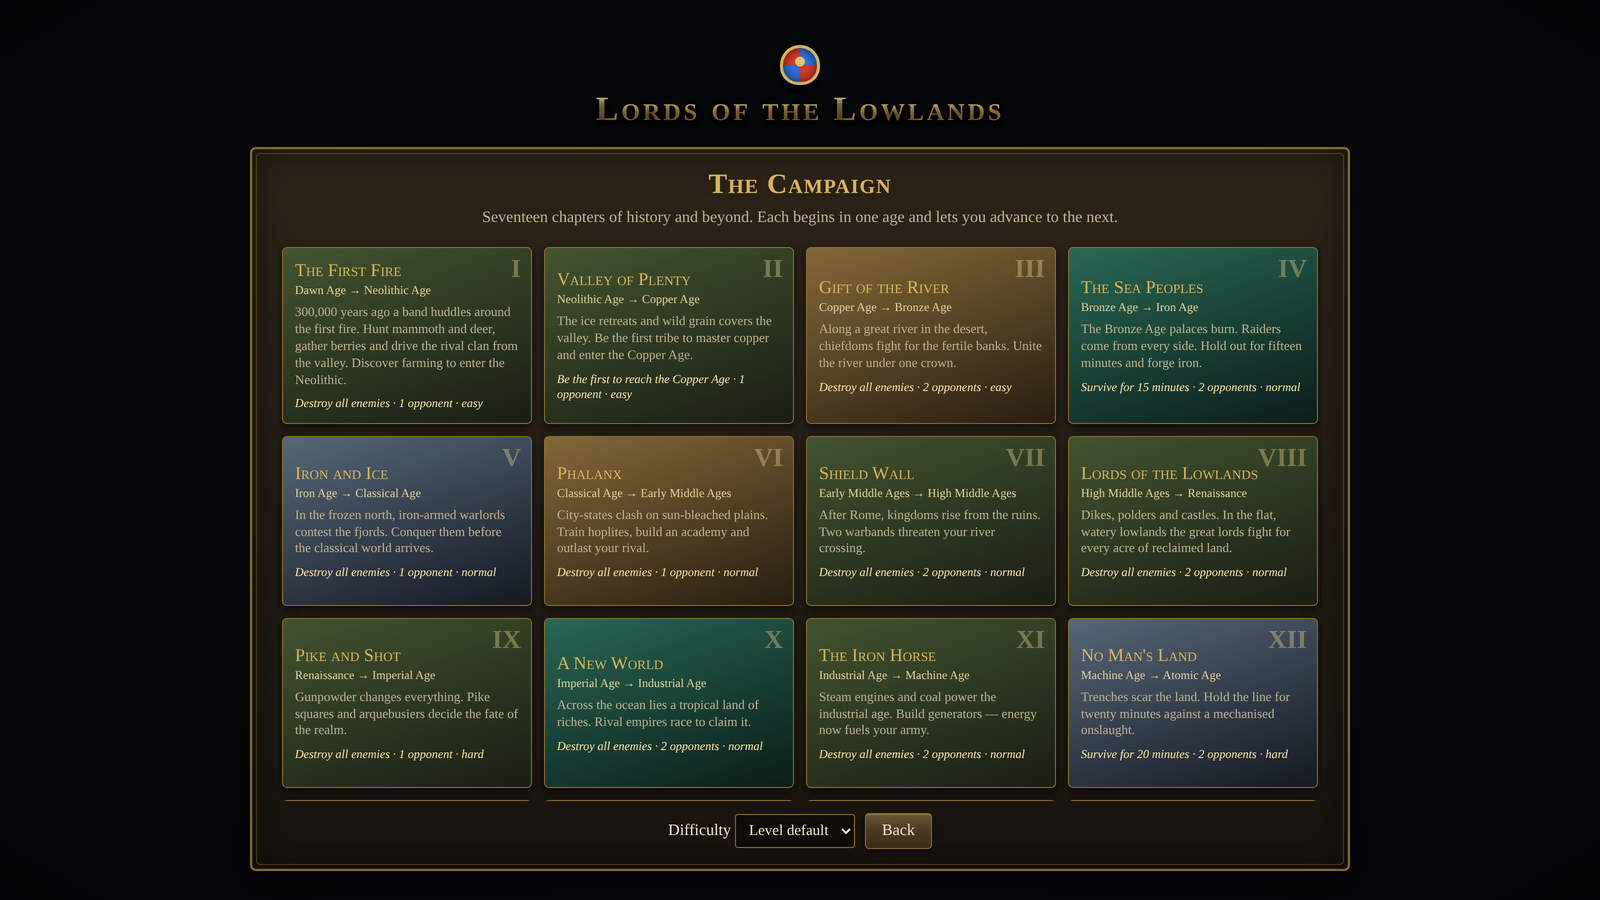 Lords of the Lowlands
The Campaign
Seventeen chapters of history and beyond. Each begins in one age and lets you advance to the next.
I
The First Fire
Dawn Age → Neolithic Age
300,000 years ago a band huddles around
the first fire. Hunt mammoth and deer,
gather berries and drive the rival clan from
the valley. Discover farming to enter the
Neolithic.
Destroy all enemies · 1 opponent · easy
II
Valley of Plenty
Neolithic Age → Copper Age
The ice retreats and wild grain covers the
valley. Be the first tribe to master copper
and enter the Copper Age.
Be the first to reach the Copper Age · 1
opponent · easy
III
Gift of the River
Copper Age → Bronze Age
Along a great river in the desert,
chiefdoms fight for the fertile banks. Unite
the river under one crown.
Destroy all enemies · 2 opponents · easy
IV
The Sea Peoples
Bronze Age → Iron Age
The Bronze Age palaces burn. Raiders
come from every side. Hold out for fifteen
minutes and forge iron.
Survive for 15 minutes · 2 opponents · normal
V
Iron and Ice
Iron Age → Classical Age
In the frozen north, iron-armed warlords
contest the fjords. Conquer them before
the classical world arrives.
Destroy all enemies · 1 opponent · normal
VI
Phalanx
Classical Age → Early Middle Ages
City-states clash on sun-bleached plains.
Train hoplites, build an academy and
outlast your rival.
Destroy all enemies · 1 opponent · normal
VII
Shield Wall
Early Middle Ages → High Middle Ages
After Rome, kingdoms rise from the ruins.
Two warbands threaten your river
crossing.
Destroy all enemies · 2 opponents · normal
VIII
Lords of the Lowlands
High Middle Ages → Renaissance
Dikes, polders and castles. In the flat,
watery lowlands the great lords fight for
every acre of reclaimed land.
Destroy all enemies · 2 opponents · normal
IX
Pike and Shot
Renaissance → Imperial Age
Gunpowder changes everything. Pike
squares and arquebusiers decide the fate of
the realm.
Destroy all enemies · 1 opponent · hard
X
A New World
Imperial Age → Industrial Age
Across the ocean lies a tropical land of
riches. Rival empires race to claim it.
Destroy all enemies · 2 opponents · normal
XI
The Iron Horse
Industrial Age → Machine Age
Steam engines and coal power the
industrial age. Build generators — energy
now fuels your army.
Destroy all enemies · 2 opponents · normal
XII
No Man's Land
Machine Age → Atomic Age
Trenches scar the land. Hold the line for
twenty minutes against a mechanised
onslaught.
Survive for 20 minutes · 2 opponents · hard
Difficulty Level default Back